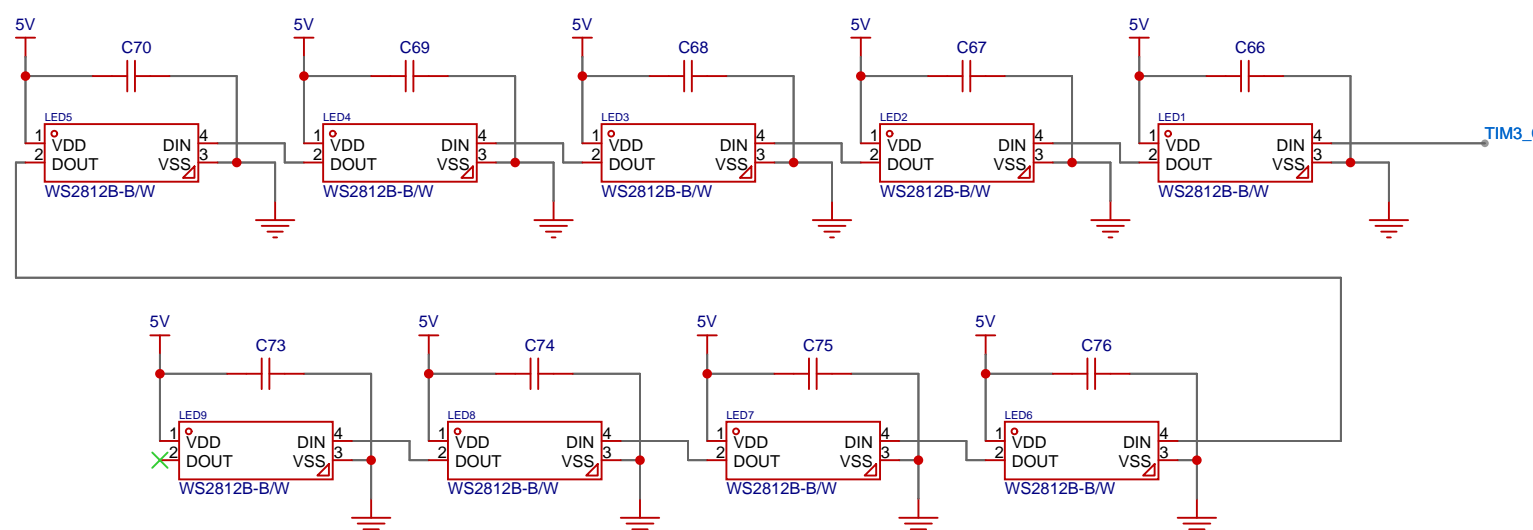 5V 5V 5V 5V 5V
C70 C69 C68 C67 C66
LED5 LED4 LED3 LED2 LED1
1 VDD DIN 4 1 VDD DIN 4 1 VDD DIN 4 1 VDD DIN 4 1 VDD DIN 4 TIM3_
2 DOUT VSS 3 2 DOUT VSS 3 2 DOUT VSS 3 2 DOUT VSS 3 2 DOUT VSS 3
WS2812B-B/W WS2812B-B/W WS2812B-B/W WS2812B-B/W WS2812B-B/W
5V 5V 5V 5V
C73 C74 C75 C76
LED9 LED8 LED7 LED6
1 VDD DIN 4 1 VDD DIN 4 1 VDD DIN 4 1 VDD DIN 4
2 DOUT VSS 3 2 DOUT VSS 3 2 DOUT VSS 3 2 DOUT VSS 3
WS2812B-B/W WS2812B-B/W WS2812B-B/W WS2812B-B/W